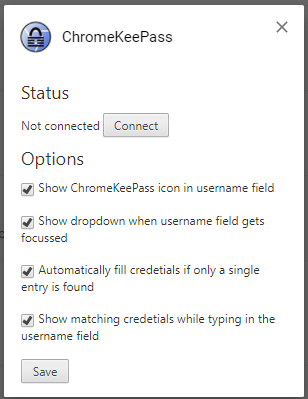 ChromeKeePass
Status
Not connected Connect
Options
Show ChromeKeePass icon in username field
Show dropdown when username field gets
focussed
Automatically fill credetials if only a single
entry is found
Show matching credetials while typing in the
username field
Save